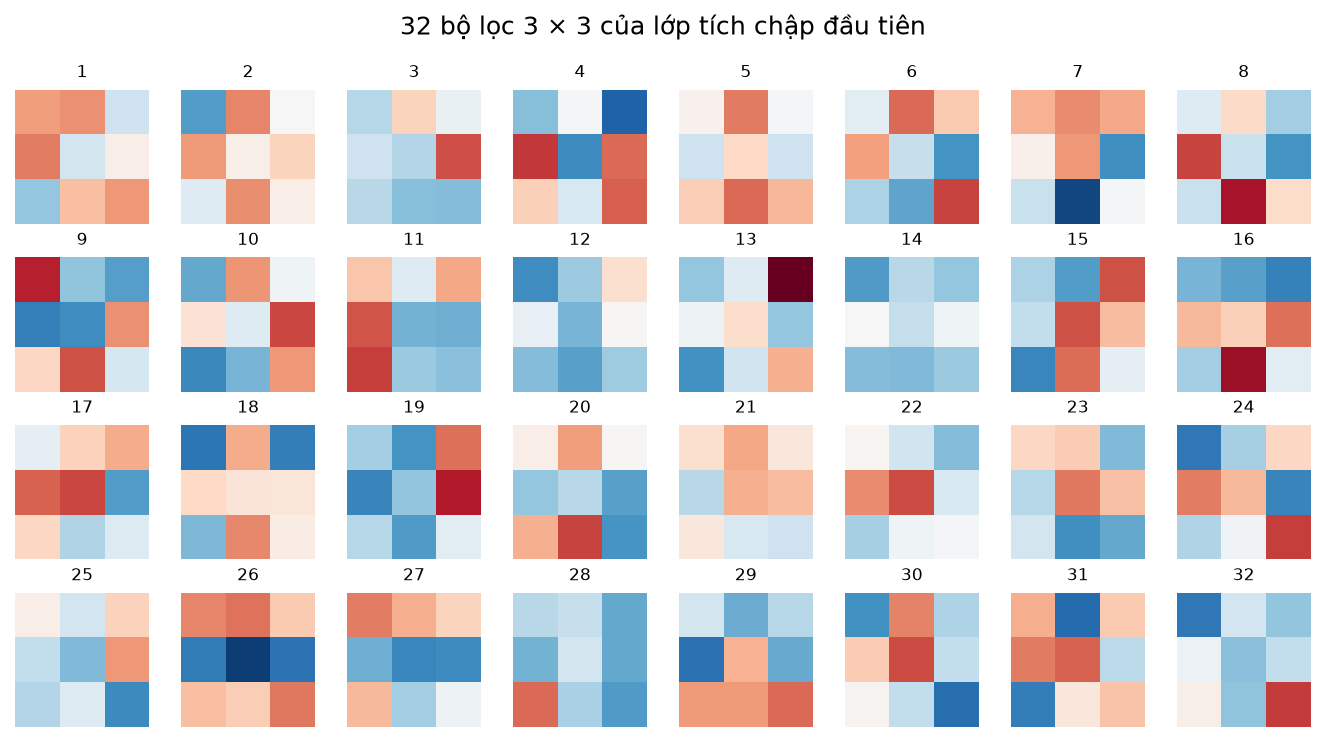 32 bộ lọc 3 × 3 của lớp tích chập đầu tiên
1 2 3 4 5 6 7 8
9 10 11 12 13 14 15 16
17 18 19 20 21 22 23 24
25 26 27 28 29 30 31 32